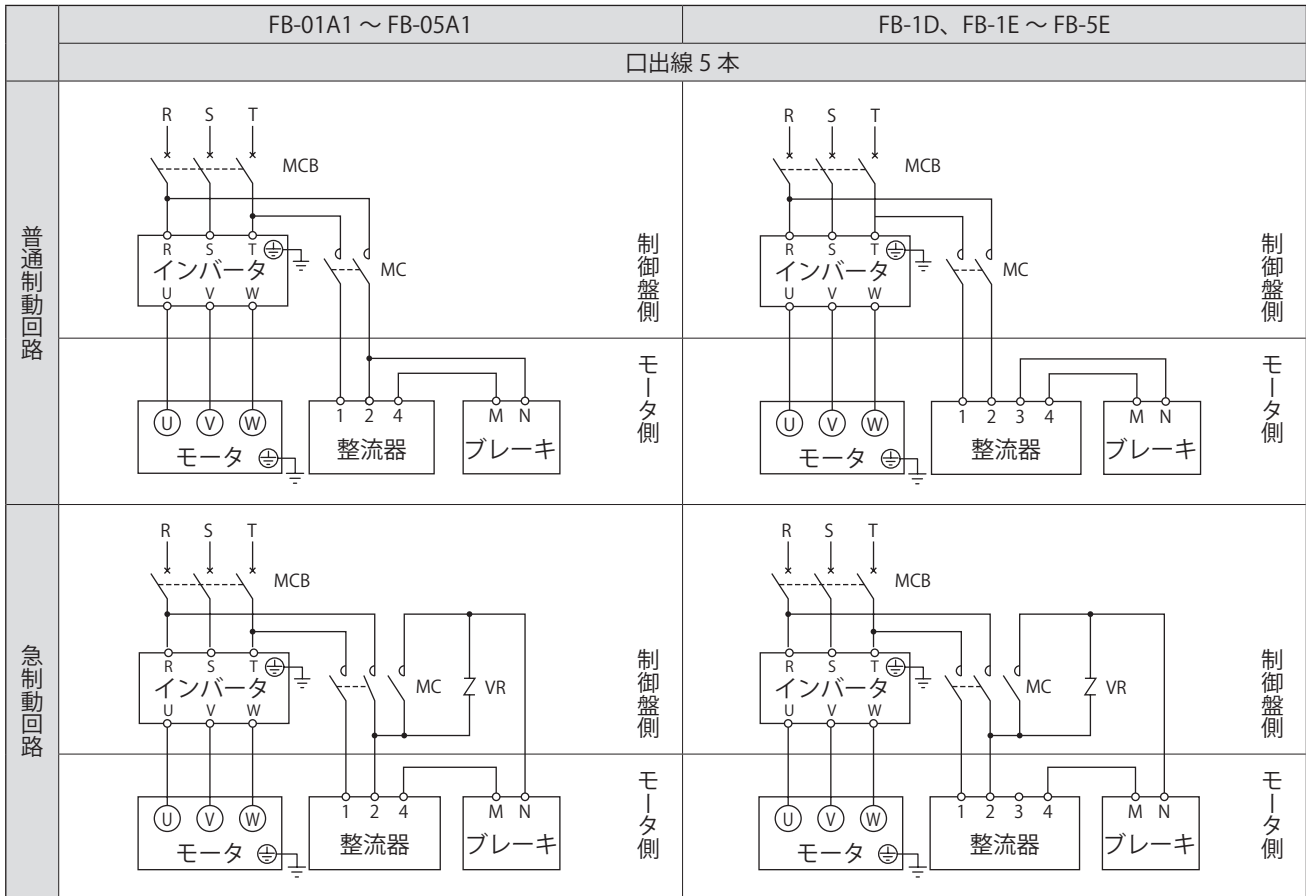 FB-01A1 ～ FB-05A1
FB-1D、FB-1E ～ FB-5E
口出線 5 本
普通制動回路
R S T
MCB
R S T
インバータ
U V W
MC
制御盤側
U V W
モータ
1 2 4
整流器
M N
ブレーキ
モータ側
R S T
MCB
R S T
インバータ
U V W
MC
制御盤側
U V W
モータ
1 2 3 4
整流器
M N
ブレーキ
モータ側
急制動回路
R S T
MCB
R S T
インバータ
U V W
MC
VR
制御盤側
U V W
モータ
1 2 4
整流器
M N
ブレーキ
モータ側
R S T
MCB
R S T
インバータ
U V W
MC
VR
制御盤側
U V W
モータ
1 2 3 4
整流器
M N
ブレーキ
モータ側